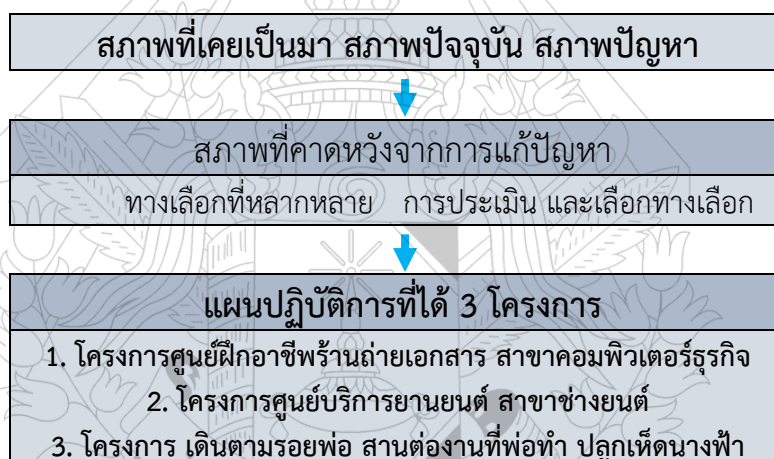 สภาพที่เคยเป็นมา สภาพปัจจุบัน สภาพปัญหา
สภาพที่คาดหวังจากการแก้ปัญหา
ทางเลือกที่หลากหลาย การประเมิน และเลือกทางเลือก
แผนปฏิบัติการที่ได้ 3 โครงการ
1. โครงการศูนย์ฝึกอาชีพร้านถ่ายเอกสาร สาขาคอมพิวเตอร์ธุรกิจ
2. โครงการศูนย์บริการยานยนต์ สาขาช่างยนต์
3. โครงการ เดินตามรอยพ่อ สานต่องานที่พ่อทำ ปลูกเห็ดนางฟ้า